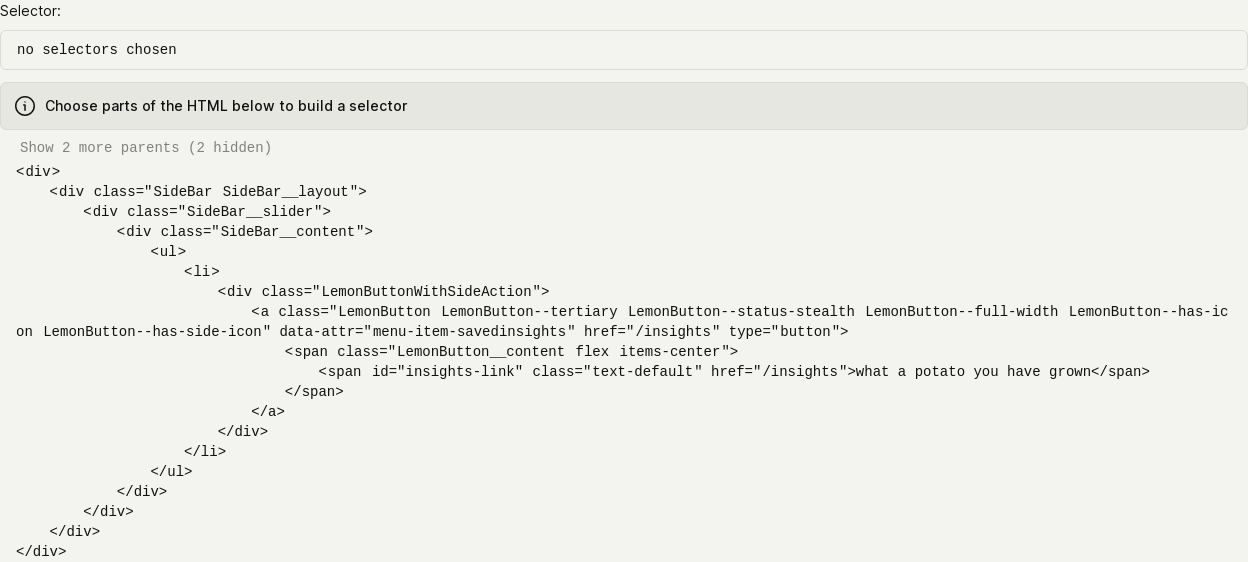 Selector:
no selectors chosen
Choose parts of the HTML below to build a selector
Show 2 more parents (2 hidden)
<div>
    <div class="SideBar SideBar__layout">
        <div class="SideBar__slider">
            <div class="SideBar__content">
                <ul>
                    <li>
                        <div class="LemonButtonWithSideAction">
                            <a class="LemonButton LemonButton--tertiary LemonButton--status-stealth LemonButton--full-width LemonButton--has-ic
on LemonButton--has-side-icon" data-attr="menu-item-savedinsights" href="/insights" type="button">
                                <span class="LemonButton__content flex items-center">
                                    <span id="insights-link" class="text-default" href="/insights">what a potato you have grown</span>
                                </span>
                            </a>
                        </div>
                    </li>
                </ul>
            </div>
        </div>
    </div>
</div>